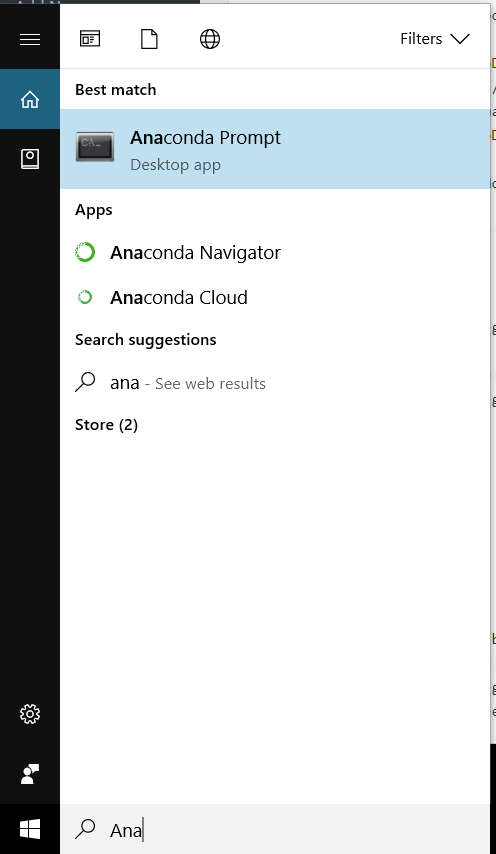 Filters
Best match
Anaconda Prompt
Desktop app
Apps
Anaconda Navigator
Anaconda Cloud
Search suggestions
ana - See web results
Store (2)
Ana